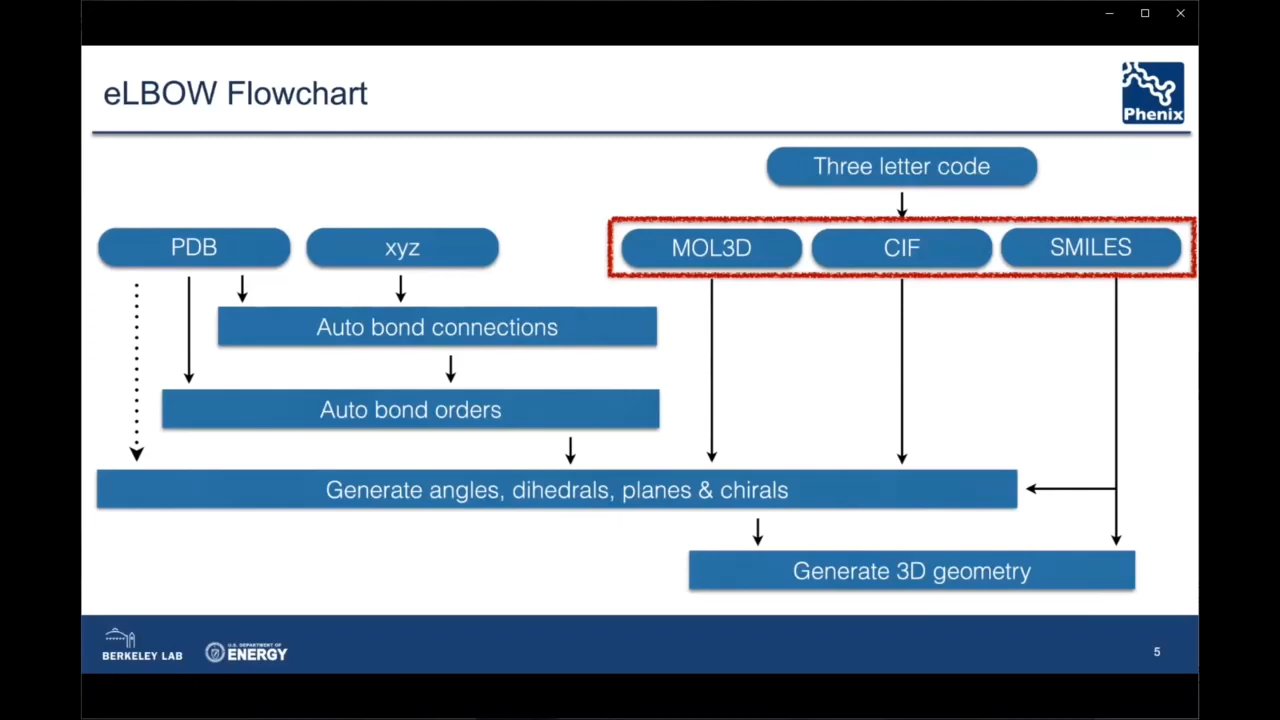 eLBOW Flowchart
Phenix
Three letter code
PDB
xyz
MOL3D
CIF
SMILES
Auto bond connections
Auto bond orders
Generate angles, dihedrals, planes & chirals
Generate 3D geometry
BERKELEY LAB
U.S. DEPARTMENT OF
ENERGY
5